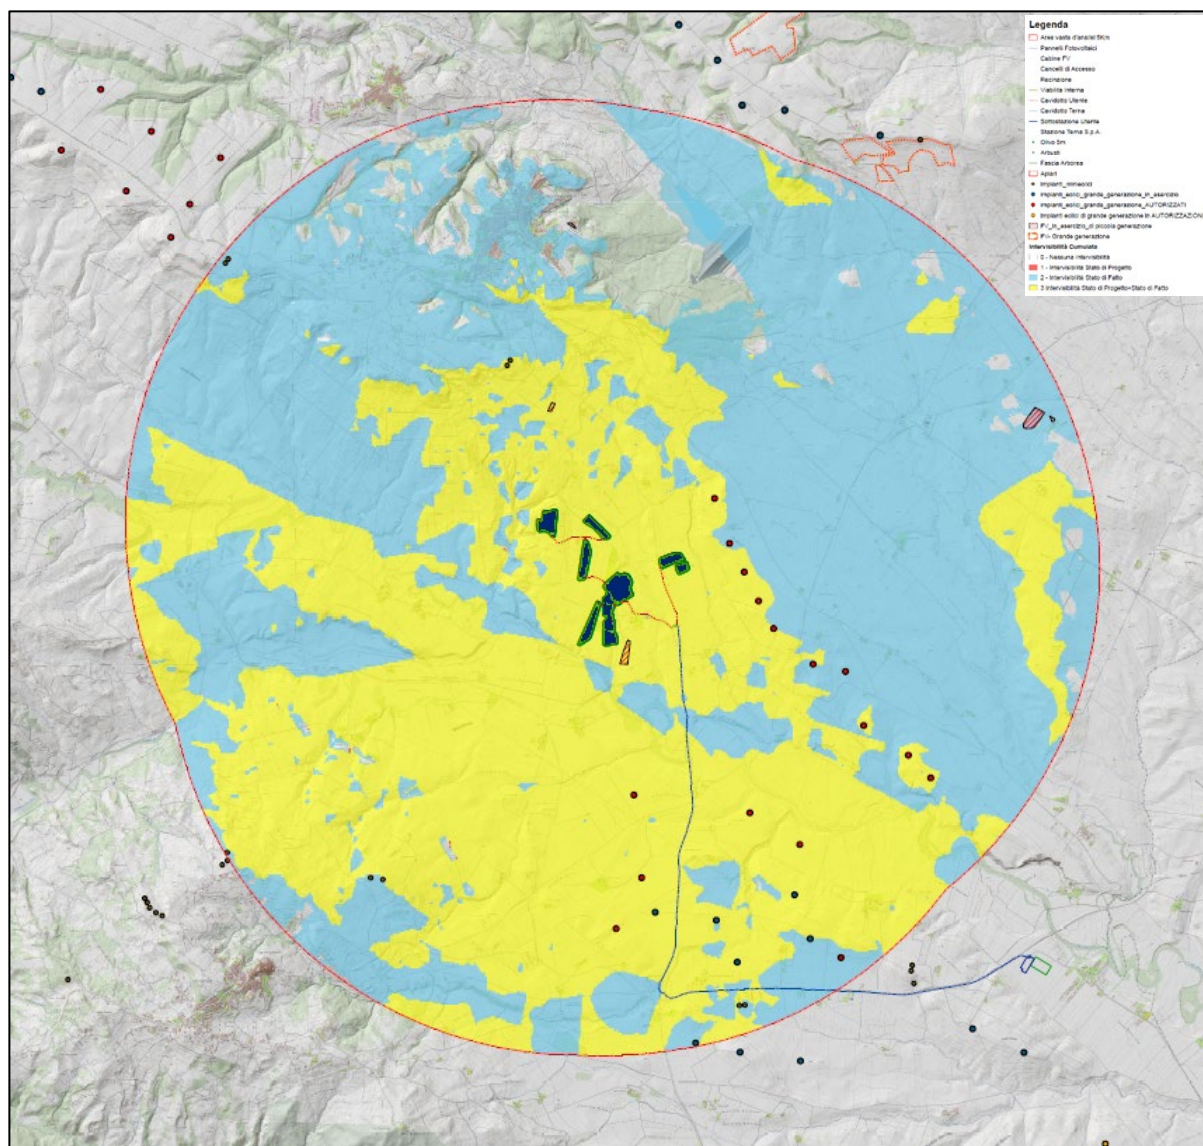 Legenda
Area vasta d'analisi 5Km
Pannelli Fotovoltaici
Cabine FV
Cancelli di Accesso
Recinzione
Viabilità Interna
Cavidotto Utente
Cavidotto Terna
Sottostazione Utente
Stazione Terna S.p.A.
Olivo 5m
Arbusti
Fascia Arborea
Apiari
Impianti_minieolici
Impianti_eolici_grande_generazione_in_esercizio
Impianti_eolici_grande_generazione_AUTORIZZATI
Impianti eolici di grande generazione in AUTORIZZAZION
FV_in_esercizio_di piccola generazione
FV- Grande generazione
Intervisibilità Cumulata
0 - Nessuna Intervisibilità
1 - Intervisibilità Stato di Progetto
2 - Intervisibilità Stato di Fatto
3 Intervisibilità Stato di Progetto+Stato di Fatto